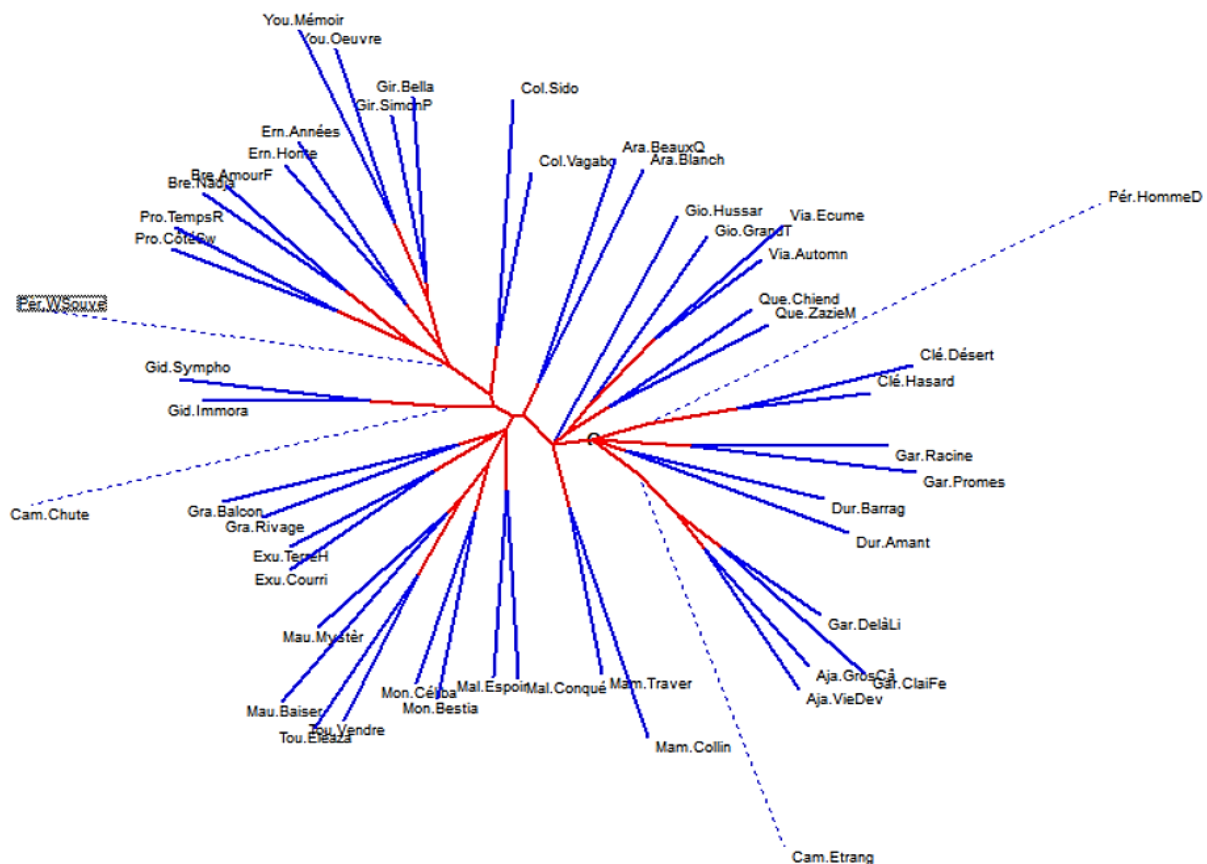 You.Mémoir
You.Oeuvre
Gir.Bella
Gir.SimonP
Col.Sido
Ern.Années
Ern.Honte
Ara.BeauxQ
Ara.Blanch
Col.Vagabo
Bre.AmourF
Bre.Nadja
Pér.HommeD
Pro.TempsR
Pro.CôtéSw
Gio.Hussar
Gio.GrandT
Via.Ecume
Via.Automn
Per.WSouve
Que.Chiend
Que.ZazieM
Gid.Sympho
Gid.Immora
Clé.Désert
Clé.Hasard
Gar.Racine
Gar.Promes
Cam.Chute
Gra.Balcon
Gra.Rivage
Dur.Barrag
Dur.Amant
Exu.TerreH
Exu.Courri
Mau.Mystèr
Gar.DelàLi
Aja.GrosCâ
Gar.ClaiFe
Aja.VieDev
Mon.Céliba
Mon.Bestia
Mal.Espoir
Mal.Conqué
Mam.Traver
Mau.Baiser
Tou.Vendre
Tou.Eleaza
Mam.Collin
Cam.Etrang